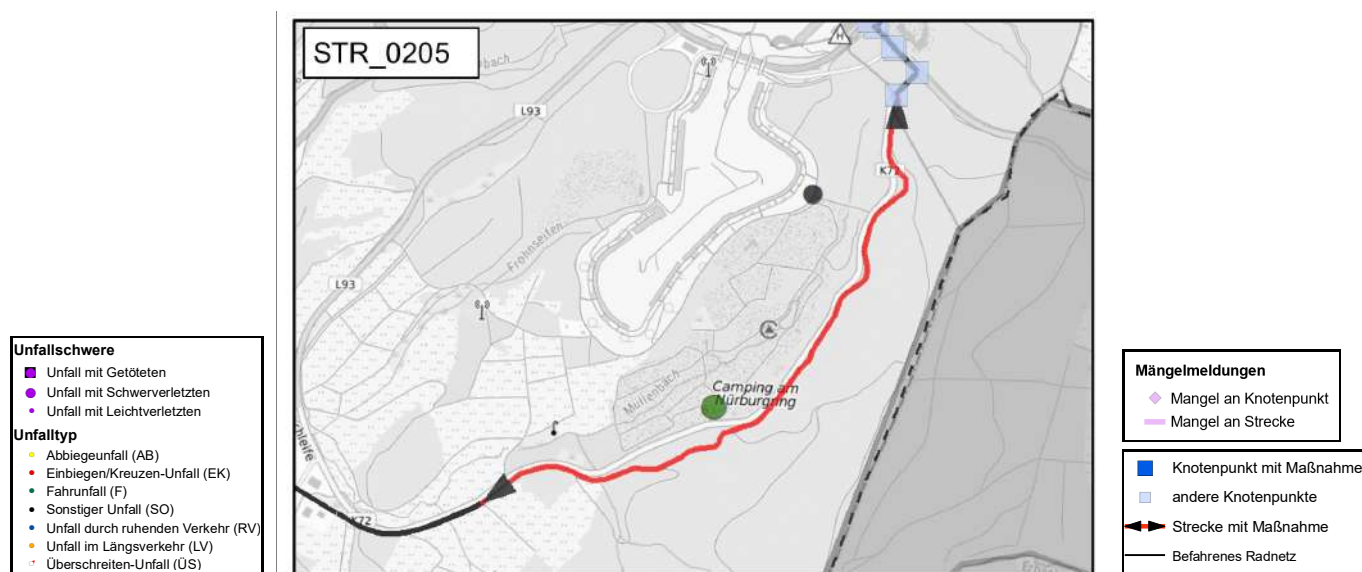 STR_0205
bach
L93
K72
Frohnseifen
L93
Camping am
Nürburgring
Müllenbach
chleife
K72
Unfallschwere
Unfall mit Getöteten
Unfall mit Schwerverletzten
Unfall mit Leichtverletzten
Unfalltyp
Abbiegeunfall (AB)
Einbiegen/Kreuzen-Unfall (EK)
Fahrunfall (F)
Sonstiger Unfall (SO)
Unfall durch ruhenden Verkehr (RV)
Unfall im Längsverkehr (LV)
Überschreiten-Unfall (ÜS)
Mängelmeldungen
Mangel an Knotenpunkt
Mangel an Strecke
Knotenpunkt mit Maßnahme
andere Knotenpunkte
Strecke mit Maßnahme
Befahrenes Radnetz